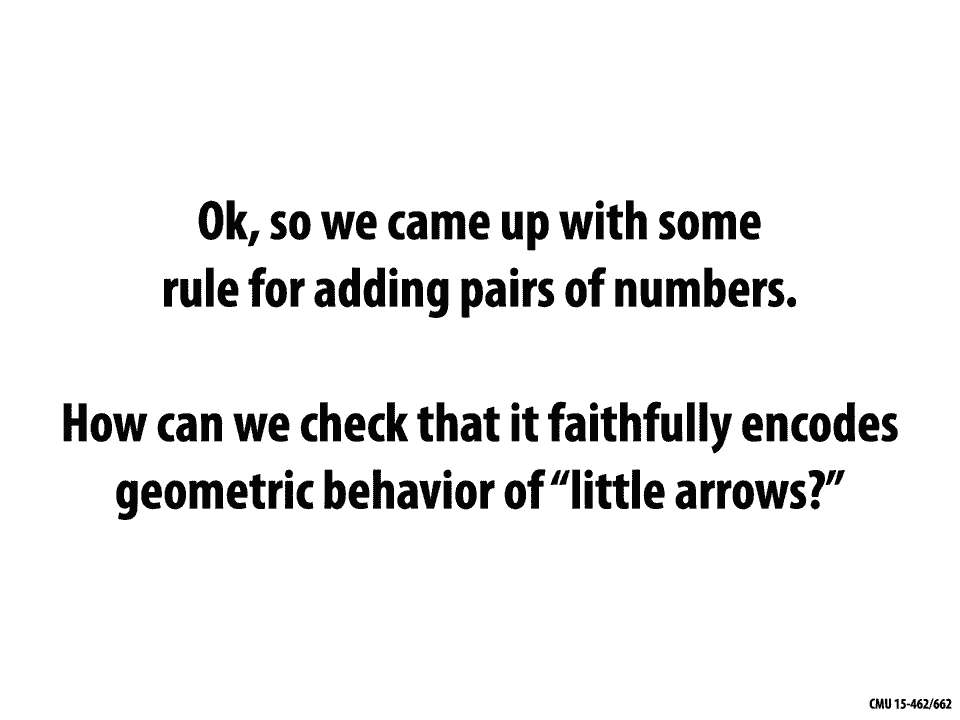 Ok, so we came up with some
rule for adding pairs of numbers.
How can we check that it faithfully encodes
geometric behavior of “little arrows?”
CMU 15-462/662